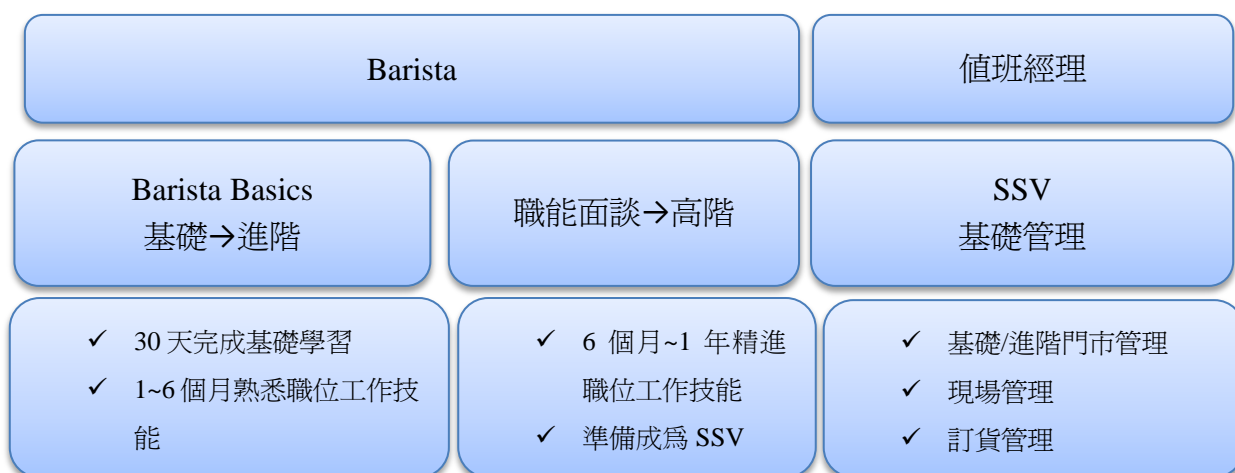 Barista
值班經理
Barista Basics
基礎→進階
職能面談→高階
SSV
基礎管理
✓ 30 天完成基礎學習
✓ 1~6 個月熟悉職位工作技
能
✓ 6 個月~1 年精進
職位工作技能
✓ 準備成爲 SSV
✓ 基礎/進階門市管理
✓ 現場管理
✓ 訂貨管理